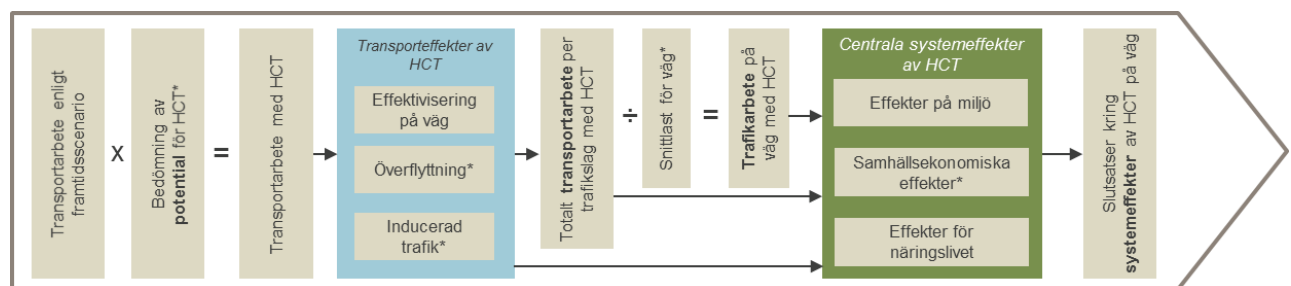 Transportarbete enligt
framtidsscenario
X
Bedömning av
potential för HCT*
=
Transportarbete med HCT
Transporteffekter av
HCT
Effektivisering
på väg
Överflyttning*
Inducerad
trafik*
Totalt transportarbete per
trafikslag med HCT
÷
Snittlast för väg*
=
Trafikarbete på
väg med HCT
Centrala systemeffekter
av HCT
Effekter på miljö
Samhällsekonomiska
effekter*
Effekter för
näringslivet
Slutsatser kring
systemeffekter av HCT på väg